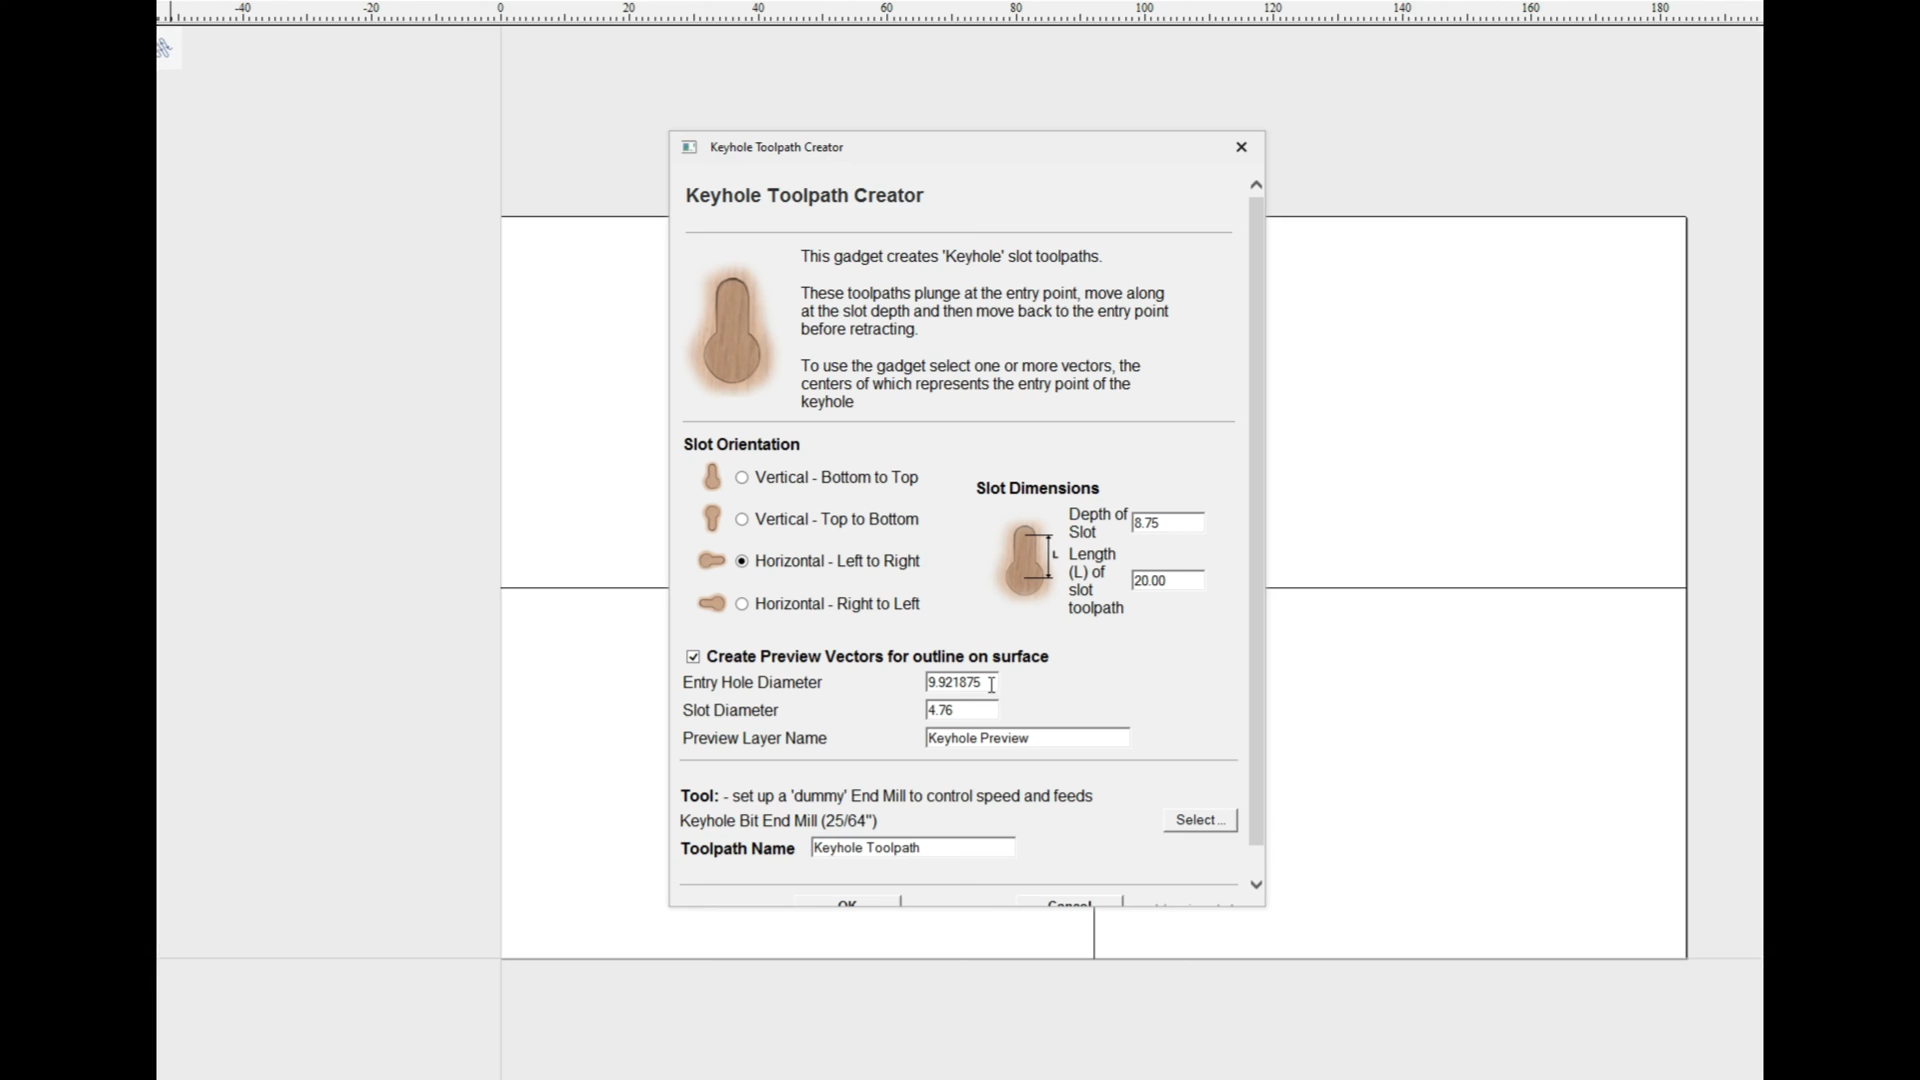 -40 -20 0 20 40 60 80 100 120 140 160 180
Keyhole Toolpath Creator
Keyhole Toolpath Creator
This gadget creates 'Keyhole' slot toolpaths.
These toolpaths plunge at the entry point, move along
at the slot depth and then move back to the entry point
before retracting.
To use the gadget select one or more vectors, the
centers of which represents the entry point of the
keyhole
Slot Orientation
Vertical - Bottom to Top
Vertical - Top to Bottom
Horizontal - Left to Right
Horizontal - Right to Left
Slot Dimensions
Depth of
Slot
8.75
L
Length
(L) of
slot
toolpath
20.00
Create Preview Vectors for outline on surface
Entry Hole Diameter 9.921875
Slot Diameter 4.76
Preview Layer Name Keyhole Preview
Tool: - set up a 'dummy' End Mill to control speed and feeds
Keyhole Bit End Mill (25/64") Select ...
Toolpath Name Keyhole Toolpath
OK Cancel